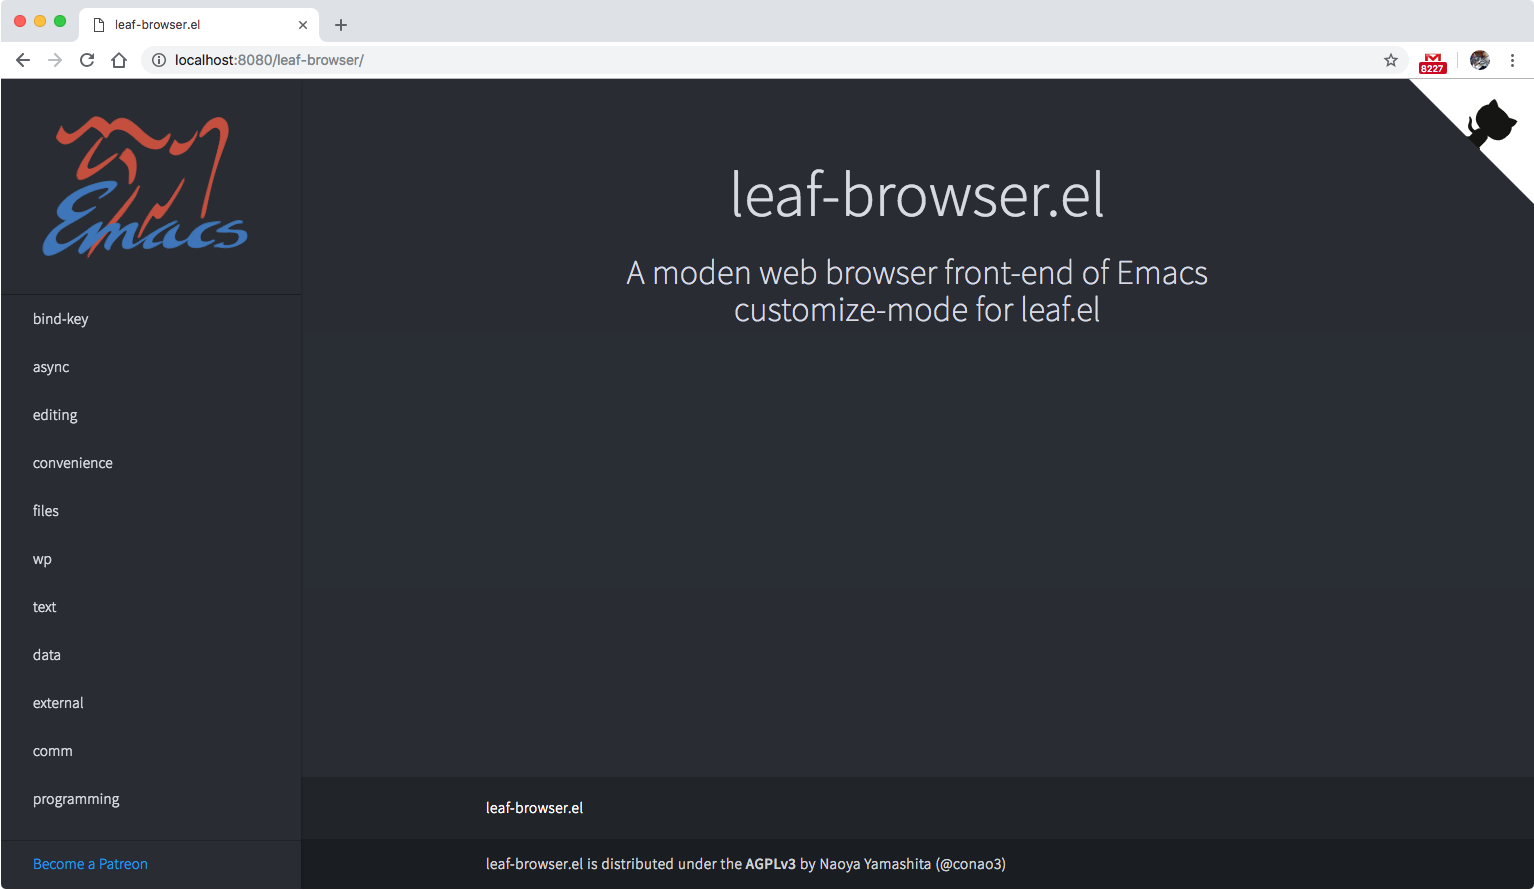 leaf-browser.el
localhost:8080/leaf-browser/
8227
Emacs
bind-key
async
editing
convenience
files
wp
text
data
external
comm
programming
Become a Patreon
leaf-browser.el
A moden web browser front-end of Emacs
customize-mode for leaf.el
leaf-browser.el
leaf-browser.el is distributed under the AGPLv3 by Naoya Yamashita (@conao3)